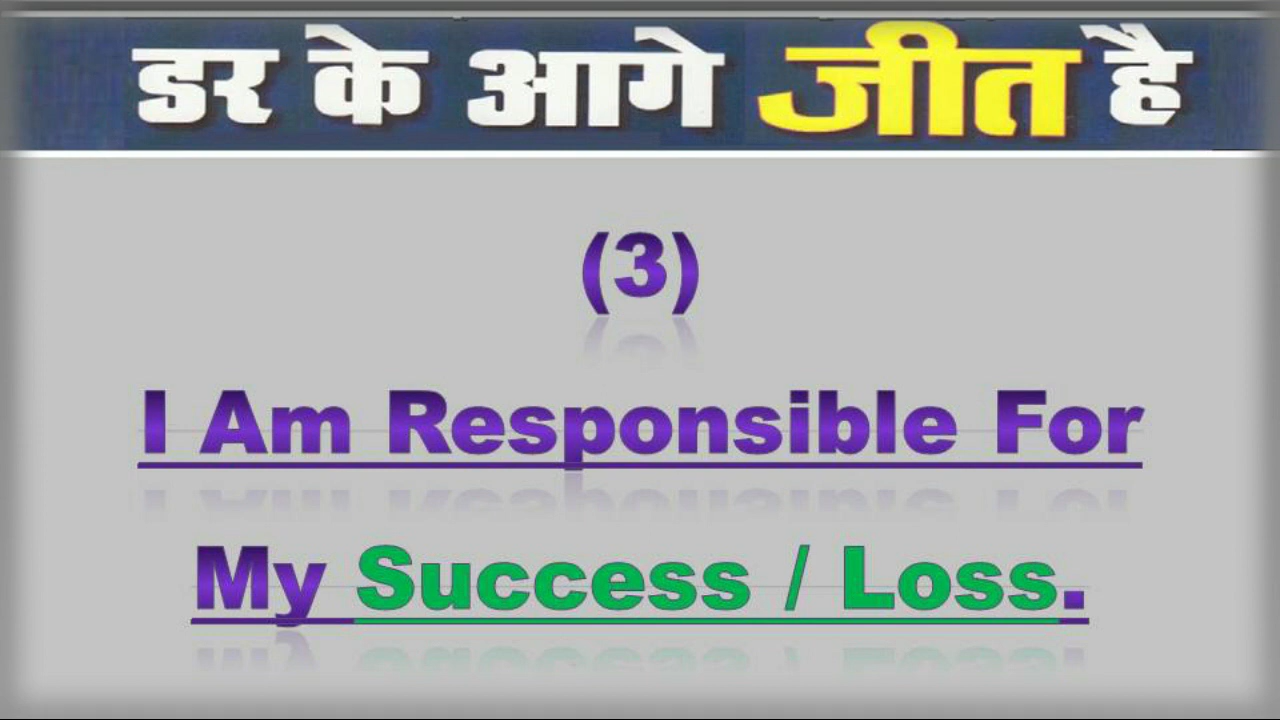 डर के आगे जीत है
(3)
I Am Responsible For
My Success / Loss.